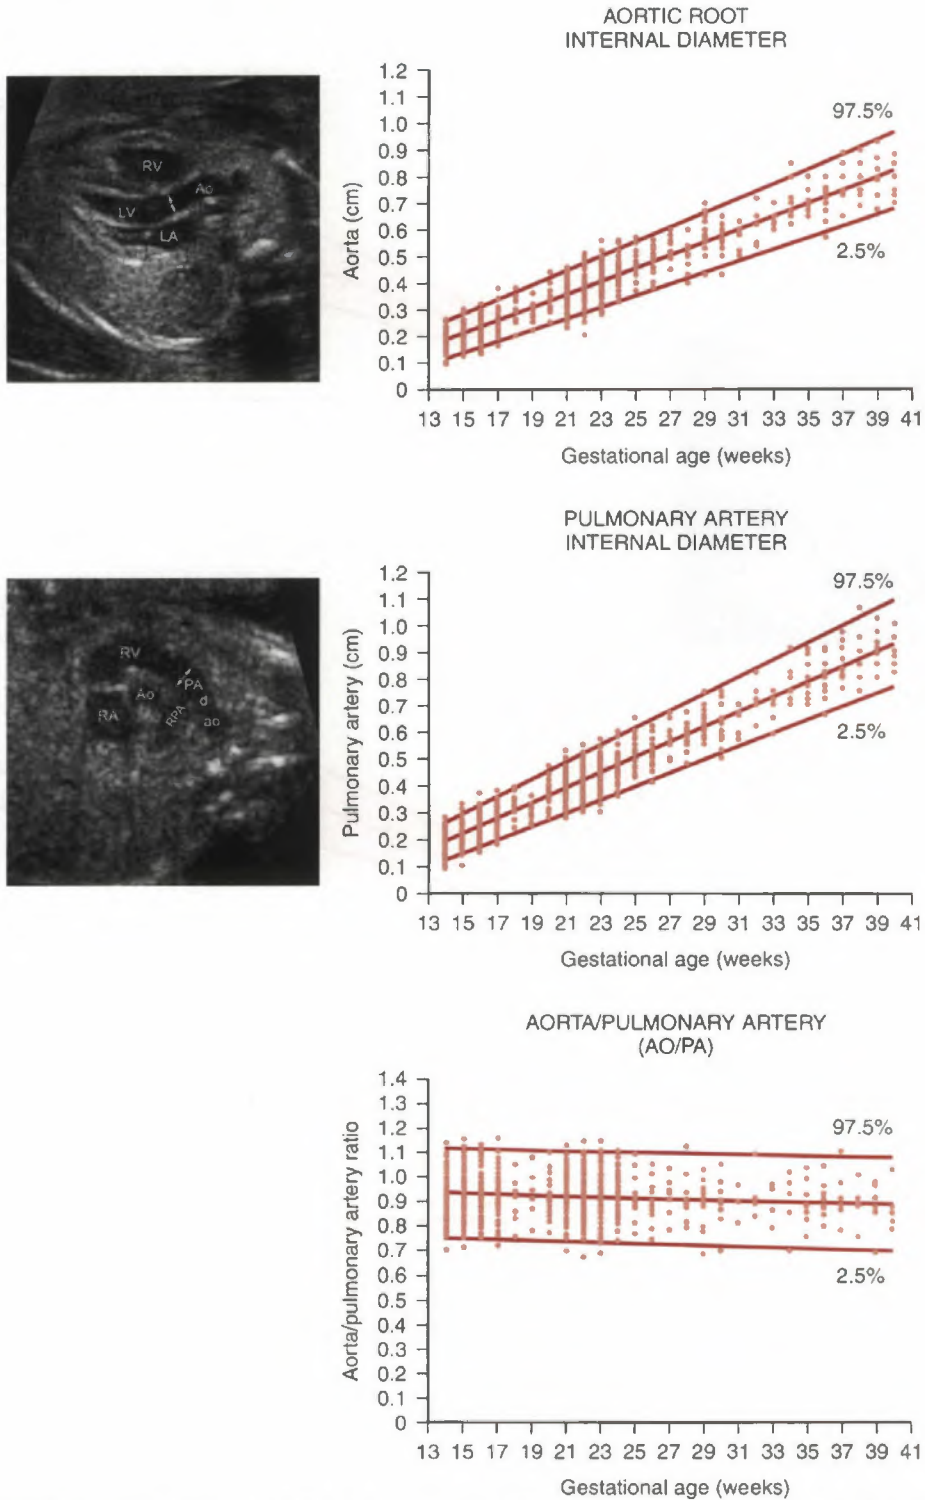 AORTIC ROOT
INTERNAL DIAMETER
RV
Ao
LV
LA
Aorta (cm)
1.2
1.1
1.0
0.9
0.8
0.7
0.6
0.5
0.4
0.3
0.2
0.1
0
97.5%
2.5%
13 15 17 19 21 23 25 27 29 31 33 35 37 39 41
Gestational age (weeks)
PULMONARY ARTERY
INTERNAL DIAMETER
RV
PA
Ao
d
RA
RPA
ao
Pulmonary artery (cm)
1.2
1.1
1.0
0.9
0.8
0.7
0.6
0.5
0.4
0.3
0.2
0.1
0
97.5%
2.5%
13 15 17 19 21 23 25 27 29 31 33 35 37 39 41
Gestational age (weeks)
AORTA/PULMONARY ARTERY
(AO/PA)
Aorta/pulmonary artery ratio
1.4
1.3
1.2
1.1
1.0
0.9
0.8
0.7
0.6
0.5
0.4
0.3
0.2
0.1
0
97.5%
2.5%
13 15 17 19 21 23 25 27 29 31 33 35 37 39 41
Gestational age (weeks)